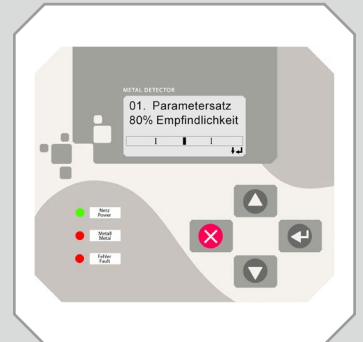 METAL DETECTOR
01. Parametersatz
80% Empfindlichkeit
Netz
Power
Metall
Metal
Fehler
Fault